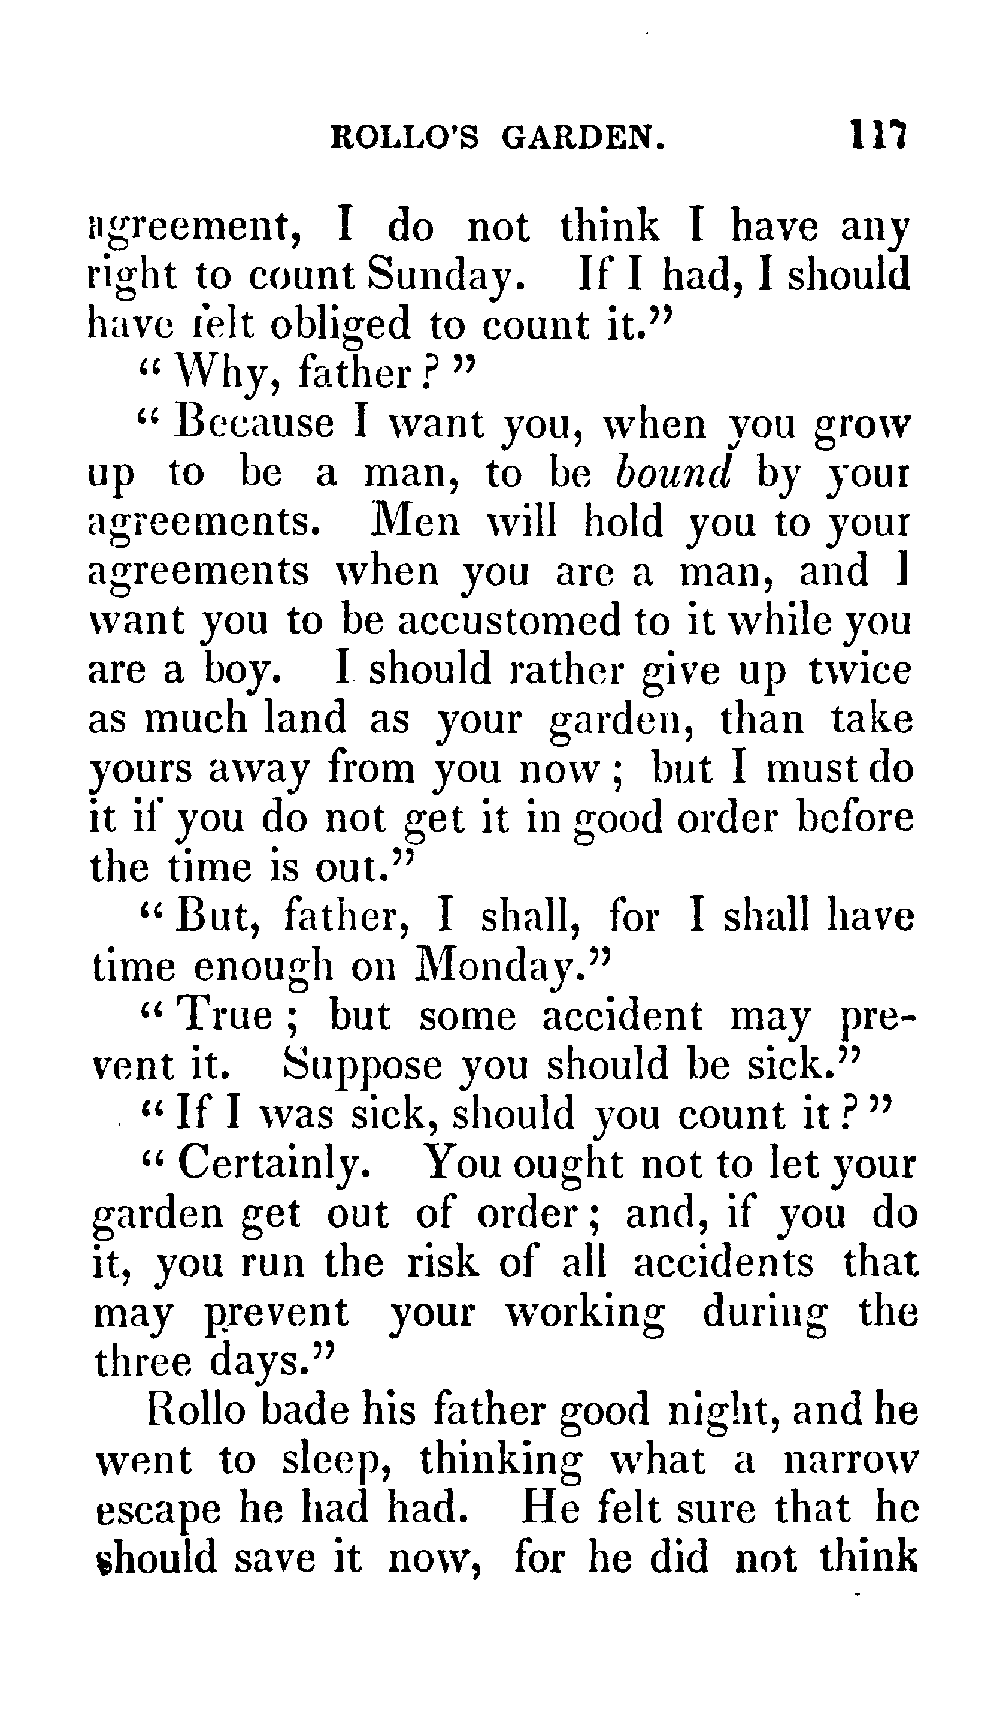 ROLLO'S GARDEN. 117
agreement, I do not think I have any
right to count Sunday. If I had, I should
have felt obliged to count it."
"Why, father?"
"Because I want you, when you grow
up to be a man, to be bound by your
agreements. Men will hold you to your
agreements when you are a man, and I
want you to be accustomed to it while you
are a boy. I should rather give up twice
as much land as your garden, than take
yours away from you now; but I must do
it if you do not get it in good order before
the time is out."
"But, father, I shall, for I shall have
time enough on Monday."
"True; but some accident may pre-
vent it. Suppose you should be sick."
"If I was sick, should you count it?"
"Certainly. You ought not to let your
garden get out of order; and, if you do
it, you run the risk of all accidents that
may prevent your working during the
three days."
Rollo bade his father good night, and he
went to sleep, thinking what a narrow
escape he had had. He felt sure that he
should save it now, for he did not think